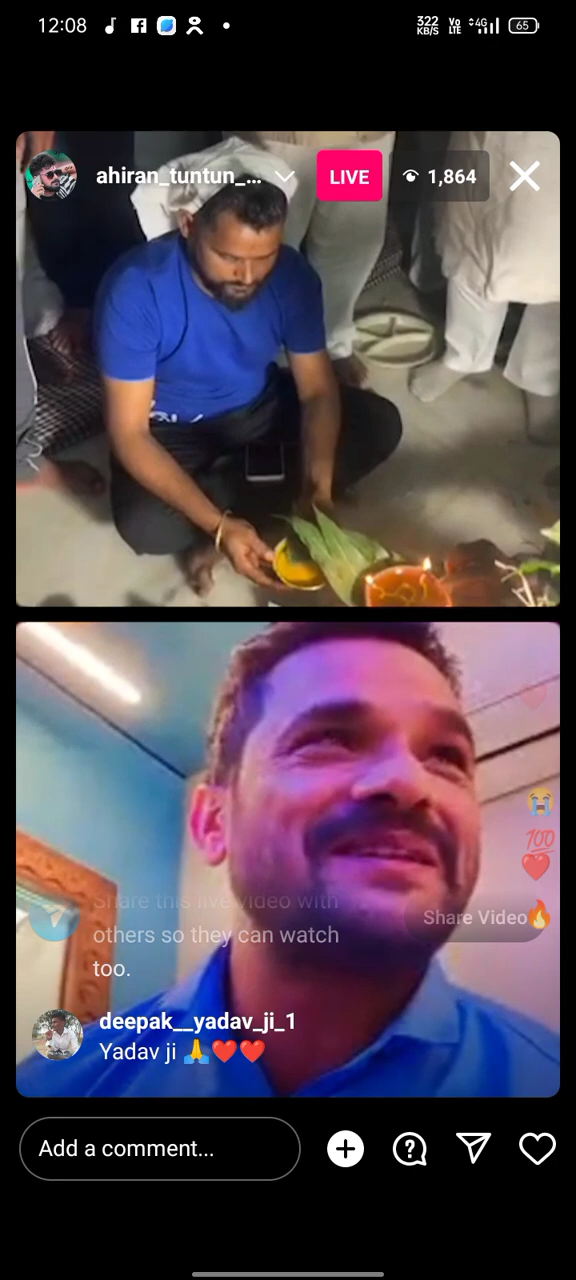 12:08
322
KB/S
Vo
LTE
4G
65
ahiran_tuntun_...
LIVE
1,864
Share this live video with
others so they can watch
too.
Share Video
100
deepak__yadav_ji_1
Yadav ji 🙏❤️❤️
Add a comment...